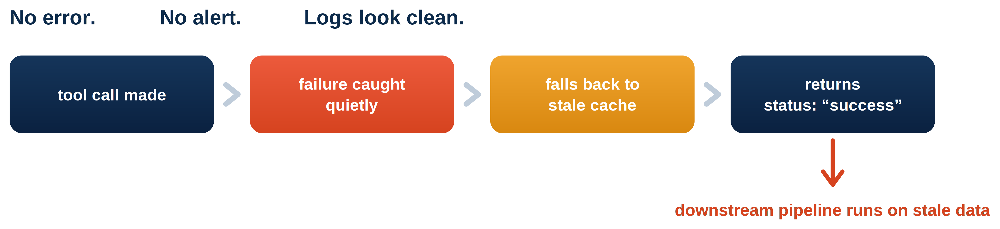 No error. No alert. Logs look clean.
tool call made
failure caught
quietly
falls back to
stale cache
returns
status: “success”
downstream pipeline runs on stale data